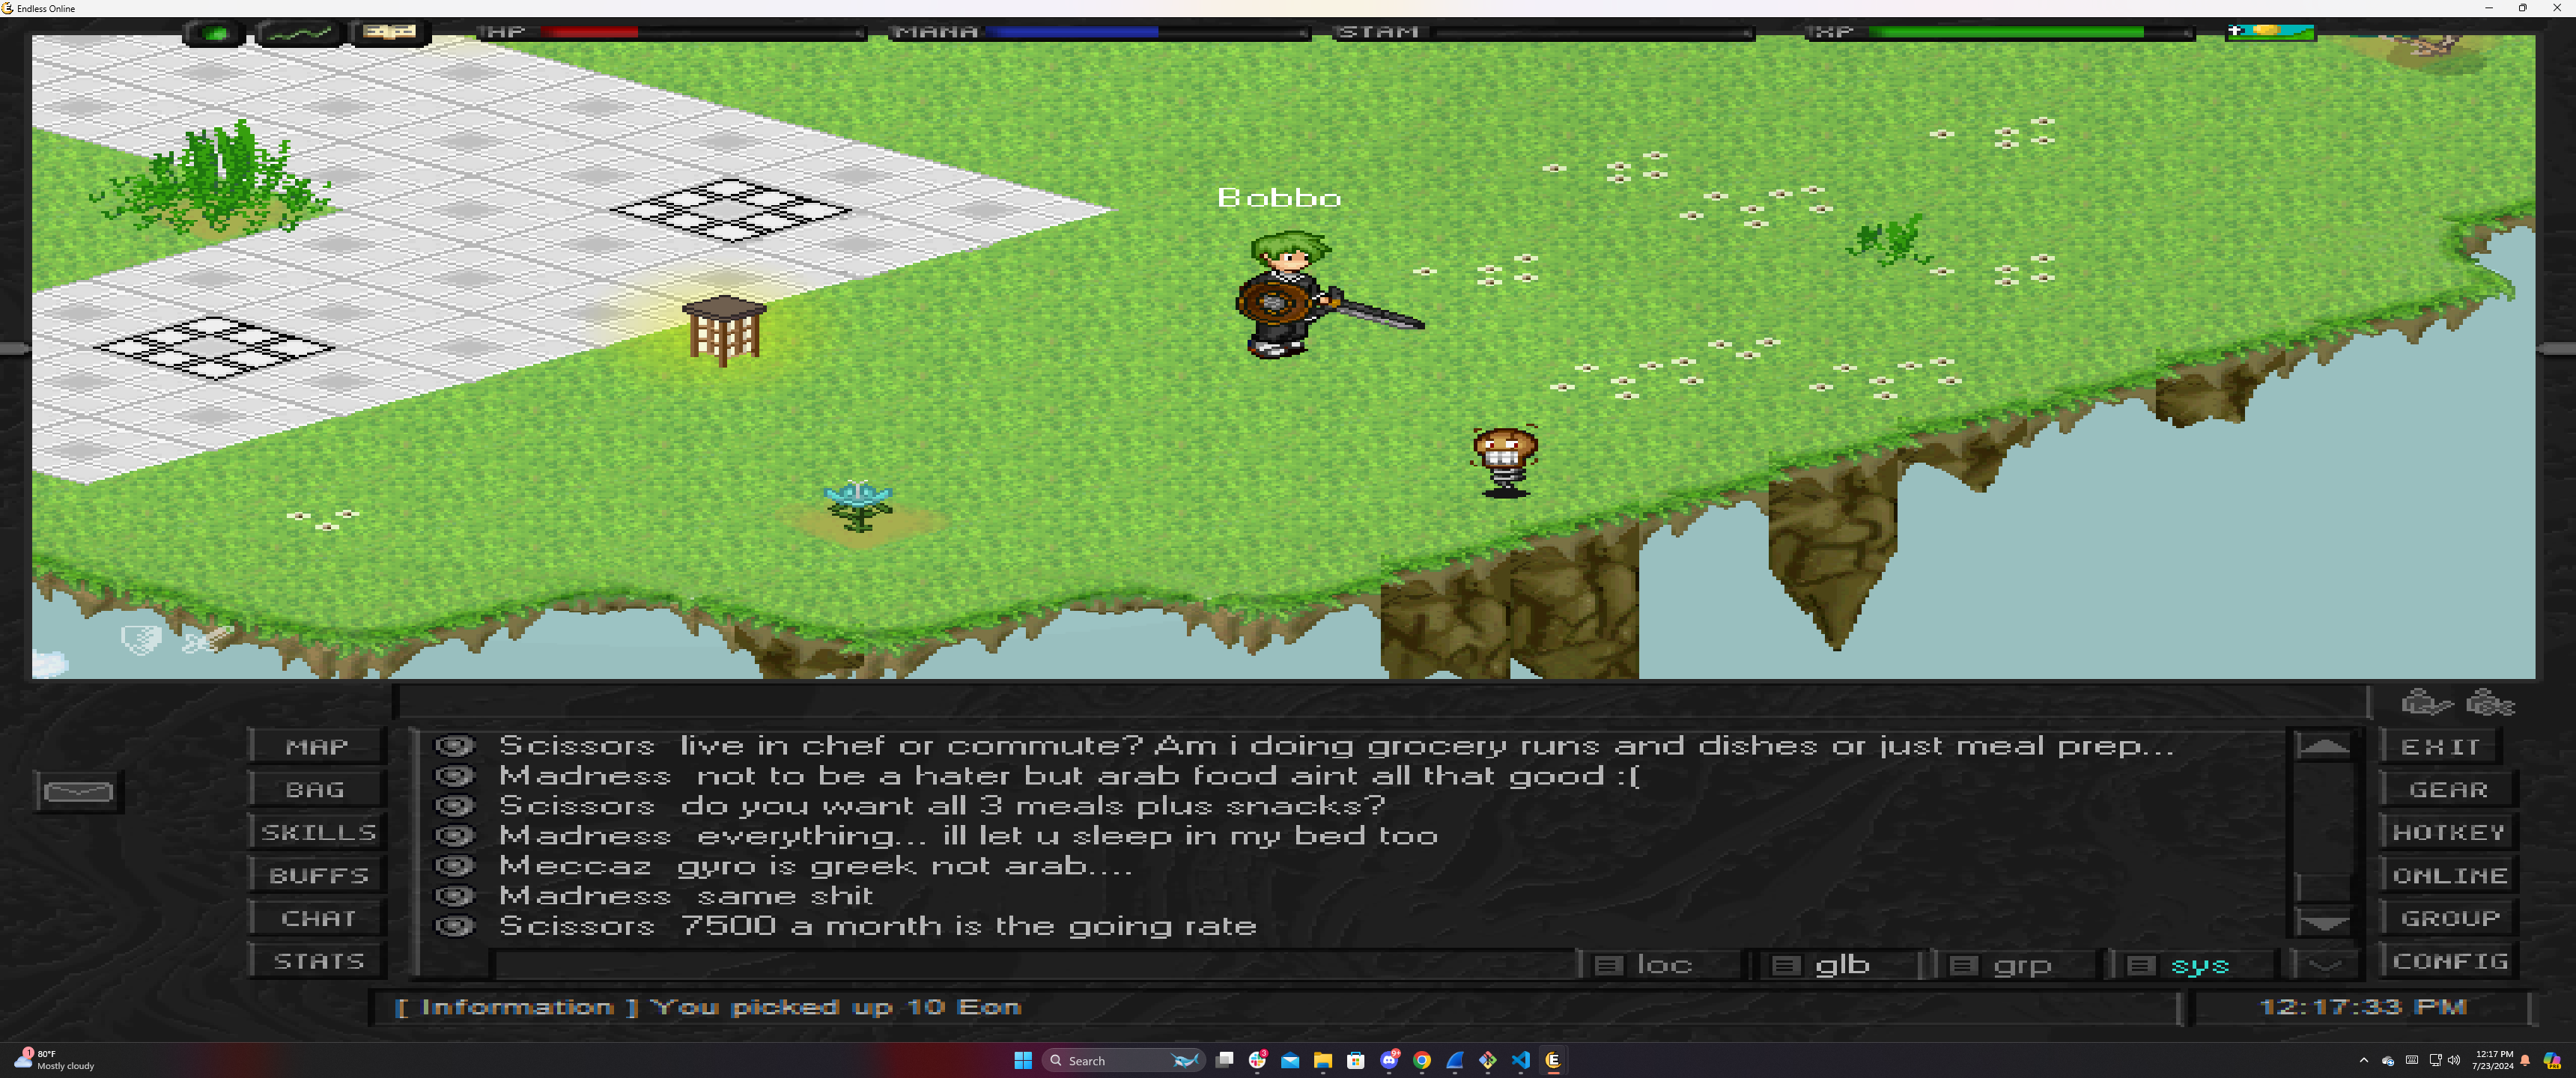 Endless Online
HP
MANA
STAM
XP
Bobbo
MAP
BAG
SKILLS
BUFFS
CHAT
STATS
Scissors live in chef or commute? Am i doing grocery runs and dishes or just meal prep...
Madness not to be a hater but arab food aint all that good :(
Scissors do you want all 3 meals plus snacks?
Madness everything... ill let u sleep in my bed too
Meccaz gyro is greek not arab....
Madness same shit
Scissors 7500 a month is the going rate
EXIT
GEAR
HOTKEY
ONLINE
GROUP
CONFIG
loc
glb
grp
sys
[ Information ] You picked up 10 Eon
12:17:33 PM
1
80°F
Mostly cloudy
Search
3
9+
12:17 PM
7/23/2024